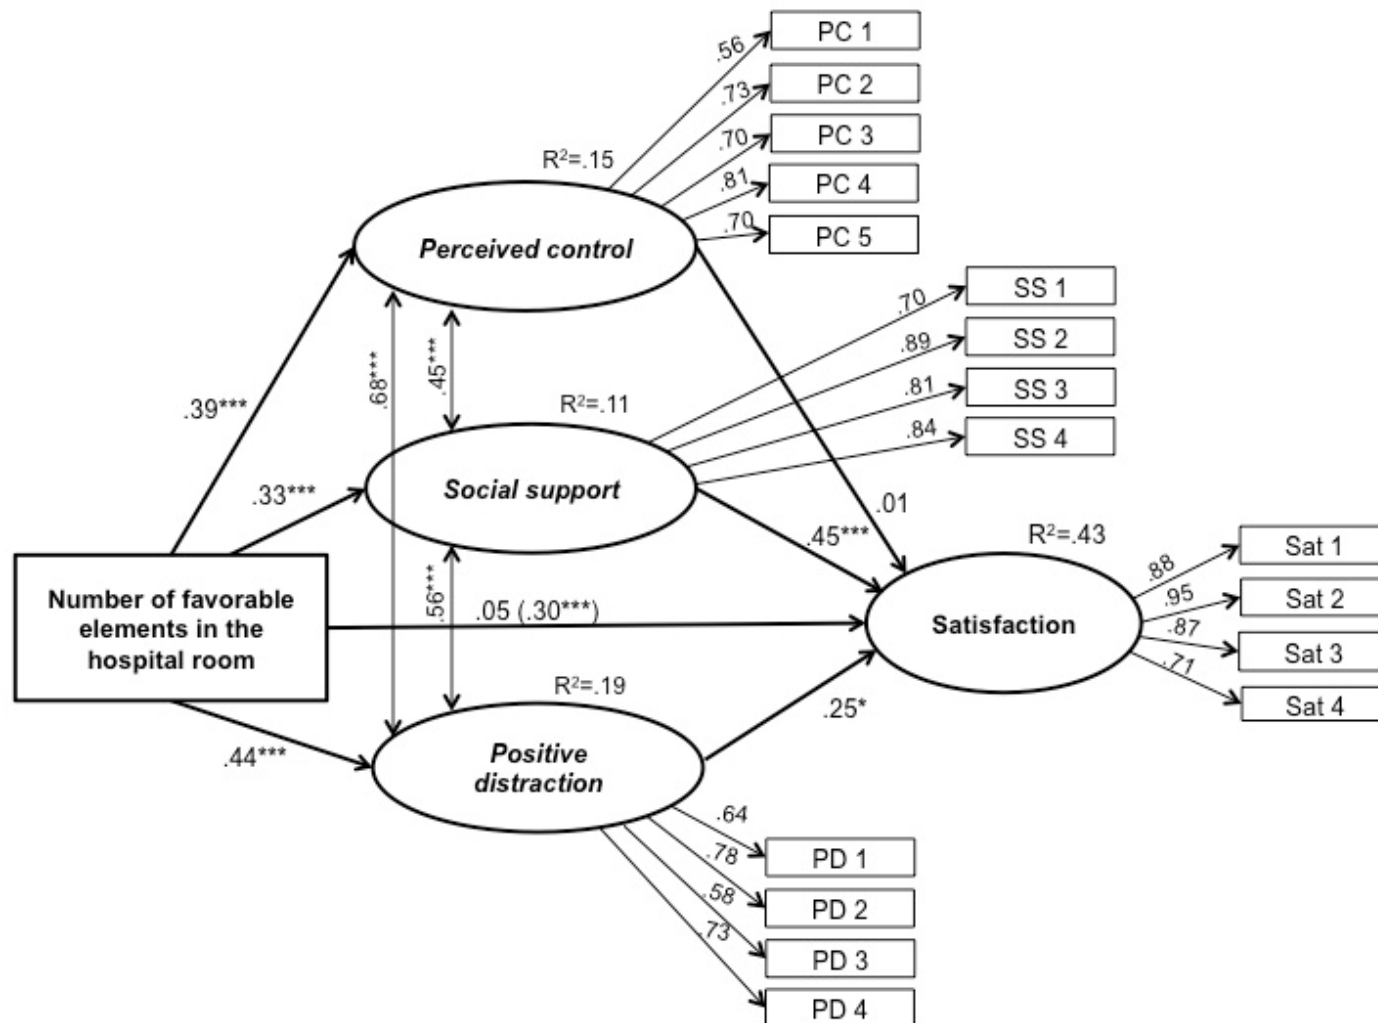 .56
PC 1
.73
PC 2
.70
PC 3
.81
PC 4
.70
PC 5
R²=.15
Perceived control
.70
SS 1
.89
SS 2
.81
SS 3
.84
SS 4
.39***
.68***
.45***
R²=.11
.33***
Social support
.01
.45***
R²=.43
.88
Sat 1
.95
Sat 2
.87
Sat 3
.71
Sat 4
Number of favorable
elements in the
hospital room
.56***
.05 (.30***)
Satisfaction
R²=.19
.25*
.44***
Positive
distraction
.64
PD 1
.78
PD 2
.58
PD 3
.73
PD 4